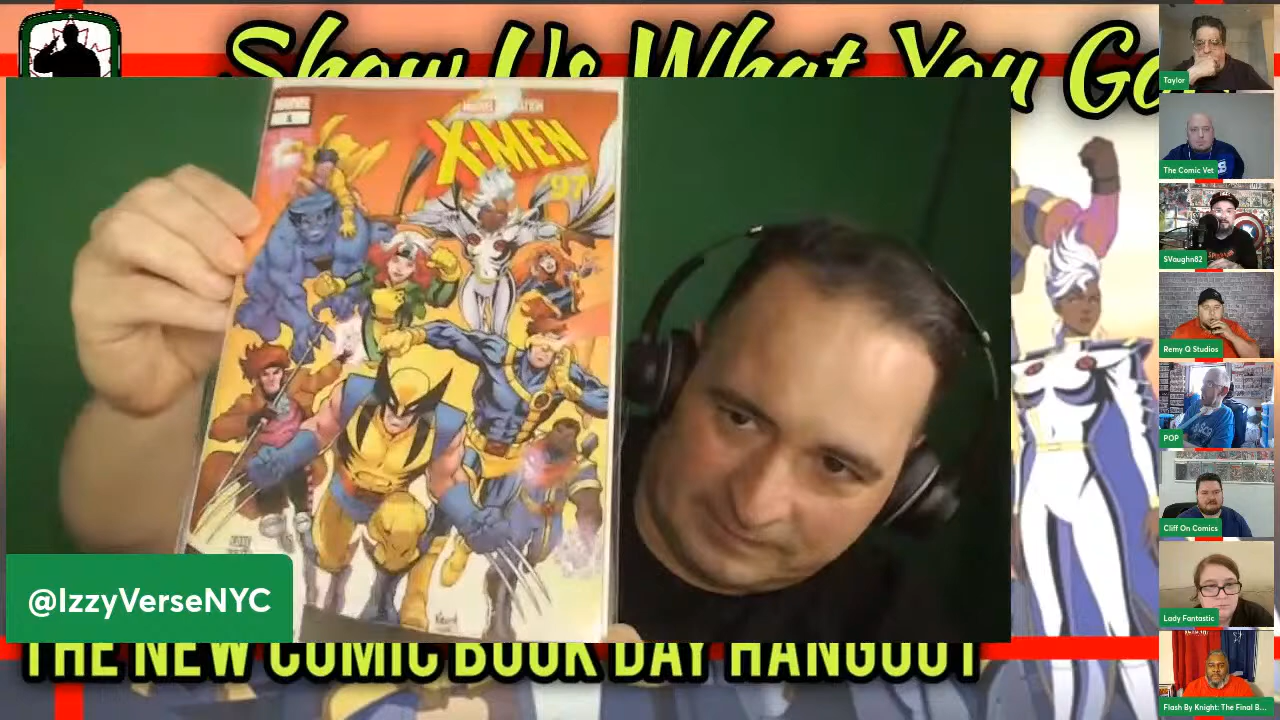 Show Us What You Go
MARVEL
1
X-MEN
97
@IzzyVerseNYC
THE NEW COMIC BOOK DAY HANGOUT
Taylor
The Comic Vet
SVaughn82
Remy Q Studios
POP
Cliff On Comics
Lady Fantastic
Flash By Knight: The Final B...